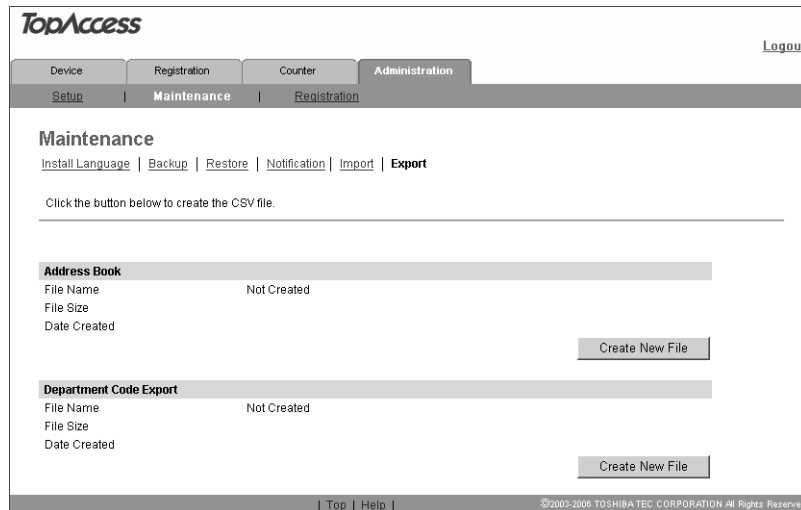 TopAccess
Logou
Device Registration Counter Administration
Setup | Maintenance | Registration
Maintenance
Install Language | Backup | Restore | Notification | Import | Export
Click the button below to create the CSV file.
Address Book
File Name Not Created
File Size
Date Created
Create New File
Department Code Export
File Name Not Created
File Size
Date Created
Create New File
| Top | Help | ©2003-2006 TOSHIBA TEC CORPORATION All Rights Reserve